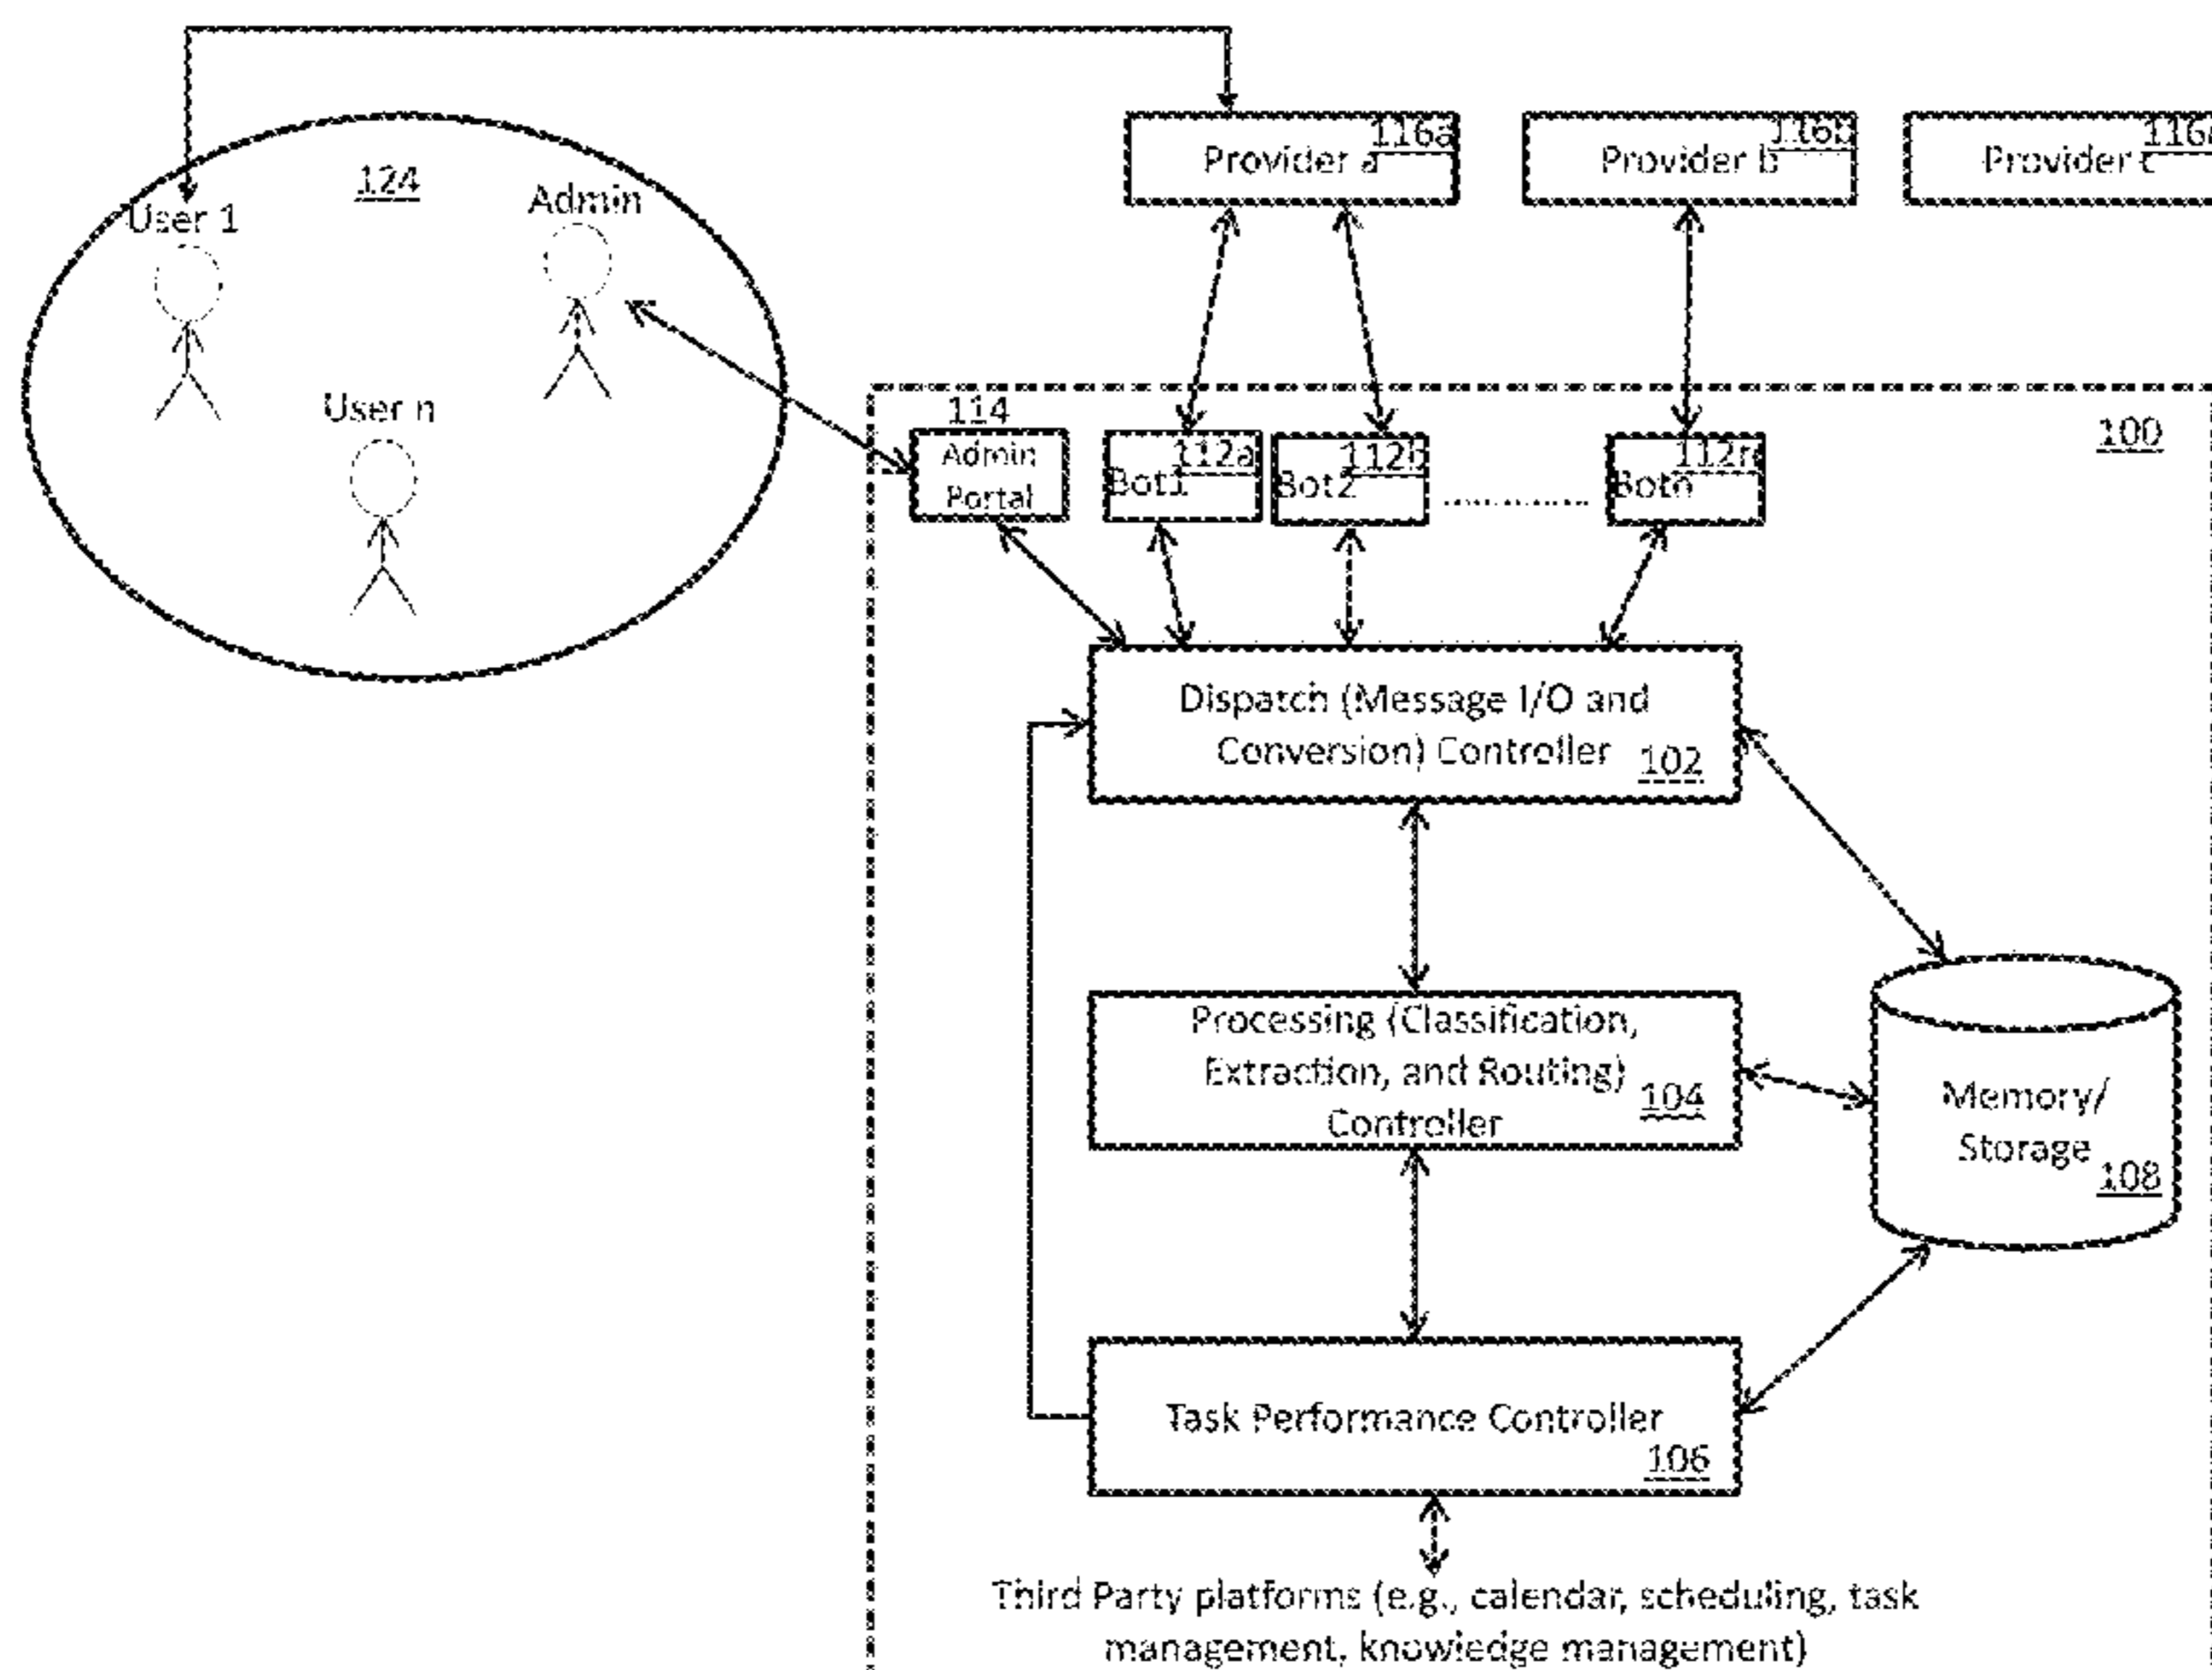 124
User 1
Admin
User n
Provider a
116a
Provider b
116b
Provider c
114
Admin
Portal
Bot1
112a
Bot2
112b
Botn
112n
100
Dispatch (Message I/O and
Conversion) Controller
102
Processing (Classification,
Extraction, and Routing)
Controller
104
Memory/
Storage
108
Task Performance Controller
106
Third Party platforms (e.g., calendar, scheduling, task
management, knowledge management)